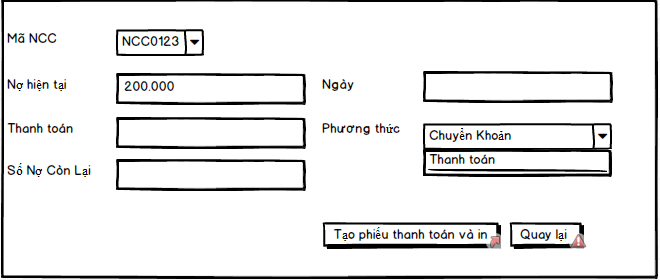 Mã NCC
NCC0123
Nợ hiện tại
200.000
Ngày
Thanh toán
Phương thức
Chuyển Khoản
Thanh toán
Số Nợ Còn Lại
Tạo phiếu thanh toán và in
Quay lại